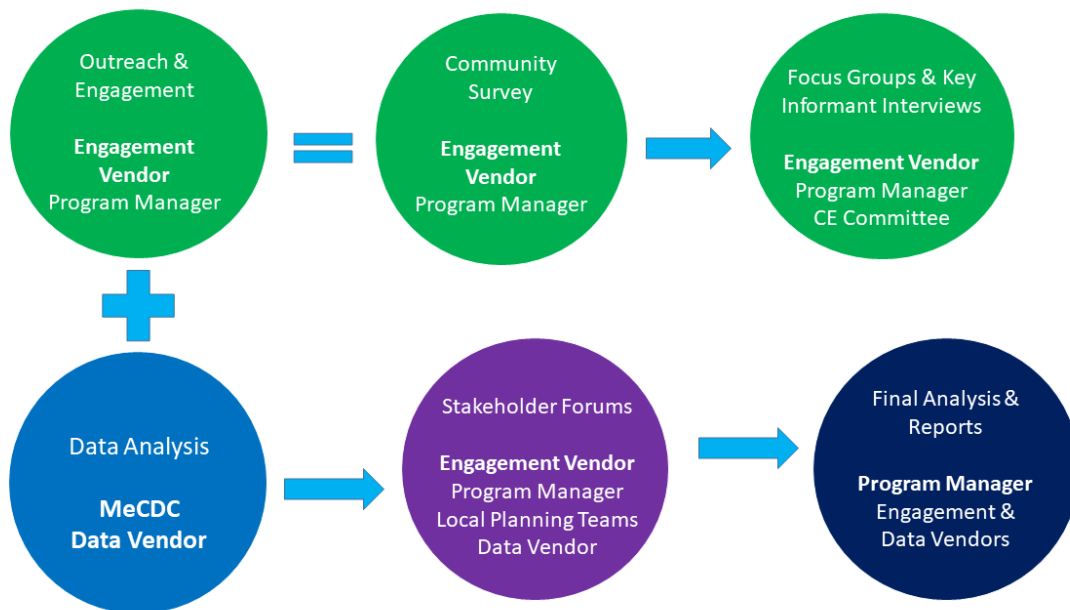 Outreach &
Engagement
Engagement
Vendor
Program Manager
Community
Survey
Engagement
Vendor
Program Manager
Focus Groups & Key
Informant Interviews
Engagement Vendor
Program Manager
CE Committee
Data Analysis
MeCDC
Data Vendor
Stakeholder Forums
Engagement Vendor
Program Manager
Local Planning Teams
Data Vendor
Final Analysis &
Reports
Program Manager
Engagement &
Data Vendors